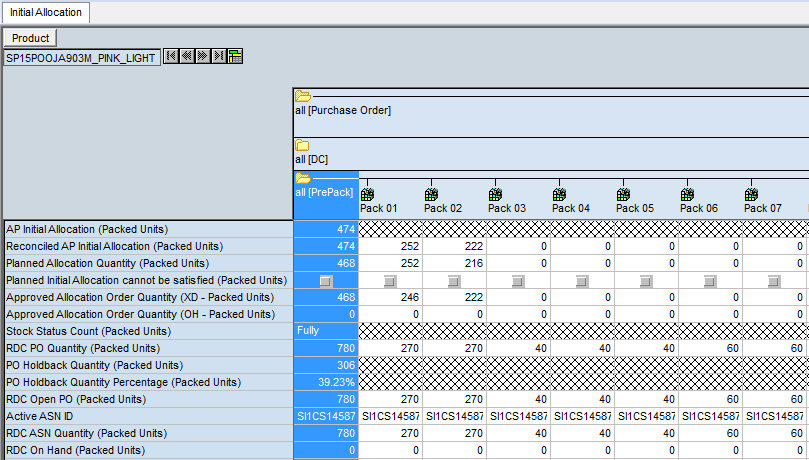 Initial Allocation
Product
SP15POOJA903M_PINK_LIGHT
all [Purchase Order]
all [DC]
all [PrePack] Pack 01 Pack 02 Pack 03 Pack 04 Pack 05 Pack 06 Pack 07
AP Initial Allocation (Packed Units) 474
Reconciled AP Initial Allocation (Packed Units) 474 252 222 0 0 0 0 0
Planned Allocation Quantity (Packed Units) 468 252 216 0 0 0 0 0
Planned Initial Allocation cannot be satisfied (Packed Units)
Approved Allocation Order Quantity (XD - Packed Units) 468 246 222 0 0 0 0 0
Approved Allocation Order Quantity (OH - Packed Units) 0 0 0 0 0 0 0 0
Stock Status Count (Packed Units) Fully
RDC PO Quantity (Packed Units) 780 270 270 40 40 40 60 60
PO Holdback Quantity (Packed Units) 306
PO Holdback Quantity Percentage (Packed Units) 39.23%
RDC Open PO (Packed Units) 780 270 270 40 40 40 60 60
Active ASN ID SI1CS14587 SI1CS14587 SI1CS14587 SI1CS14587 SI1CS14587 SI1CS14587 SI1CS14587 SI1CS14587
RDC ASN Quantity (Packed Units) 780 270 270 40 40 40 60 60
RDC On Hand (Packed Units) 0 0 0 0 0 0 0 0